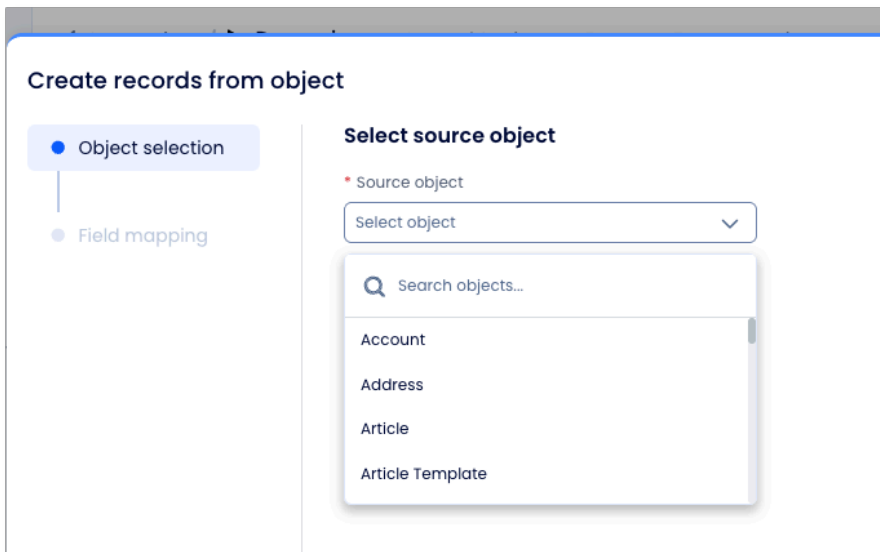 Create records from object
Object selection
Field mapping
Select source object
* Source object
Select object
Search objects...
Account
Address
Article
Article Template